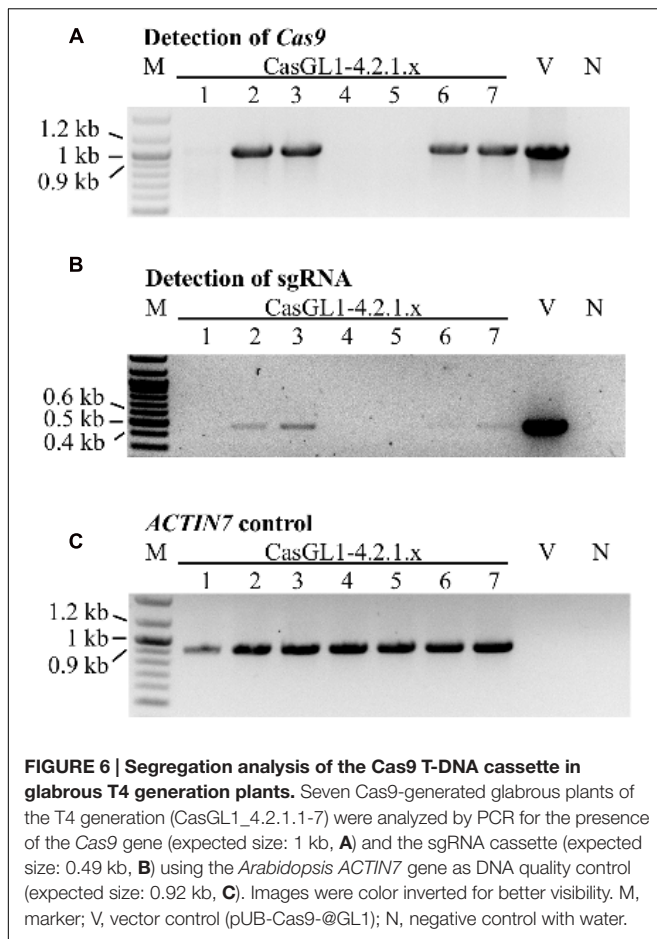 A
Detection of Cas9
M CasGL1-4.2.1.x V N
1 2 3 4 5 6 7
1.2 kb
1 kb
0.9 kb
B
Detection of sgRNA
M CasGL1-4.2.1.x V N
1 2 3 4 5 6 7
0.6 kb
0.5 kb
0.4 kb
ACTIN7 control
C
M CasGL1-4.2.1.x V N
1 2 3 4 5 6 7
1.2 kb
1 kb
0.9 kb
FIGURE 6 | Segregation analysis of the Cas9 T-DNA cassette in
glabrous T4 generation plants. Seven Cas9-generated glabrous plants of
the T4 generation (CasGL1_4.2.1.1-7) were analyzed by PCR for the presence
of the Cas9 gene (expected size: 1 kb, A) and the sgRNA cassette (expected
size: 0.49 kb, B) using the Arabidopsis ACTIN7 gene as DNA quality control
(expected size: 0.92 kb, C). Images were color inverted for better visibility. M,
marker; V, vector control (pUB-Cas9-@GL1); N, negative control with water.